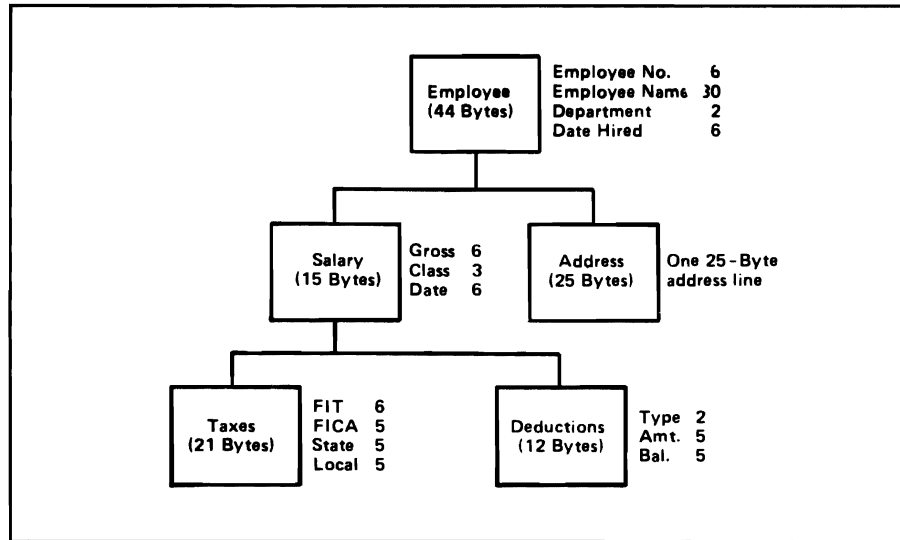 Employee
(44 Bytes)
Employee No. 6
Employee Name 30
Department 2
Date Hired 6
Salary
(15 Bytes)
Gross 6
Class 3
Date 6
Address
(25 Bytes)
One 25-Byte
address line
Taxes
(21 Bytes)
FIT 6
FICA 5
State 5
Local 5
Deductions
(12 Bytes)
Type 2
Amt. 5
Bal. 5